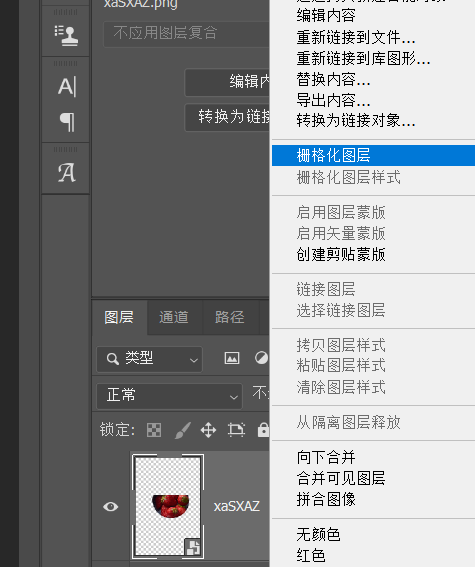 xaSXAZ.png
不应用图层复合
编辑内
转换为链接
编辑内容
重新链接到文件...
重新链接到库图形...
替换内容...
导出内容...
转换为链接对象...
栅格化图层
栅格化图层样式
启用图层蒙版
启用矢量蒙版
创建剪贴蒙版
链接图层
选择链接图层
拷贝图层样式
粘贴图层样式
清除图层样式
从隔离图层释放
向下合并
合并可见图层
拼合图像
无颜色
红色
图层
通道
路径
类型
正常
不
锁定:
xaSXAZ